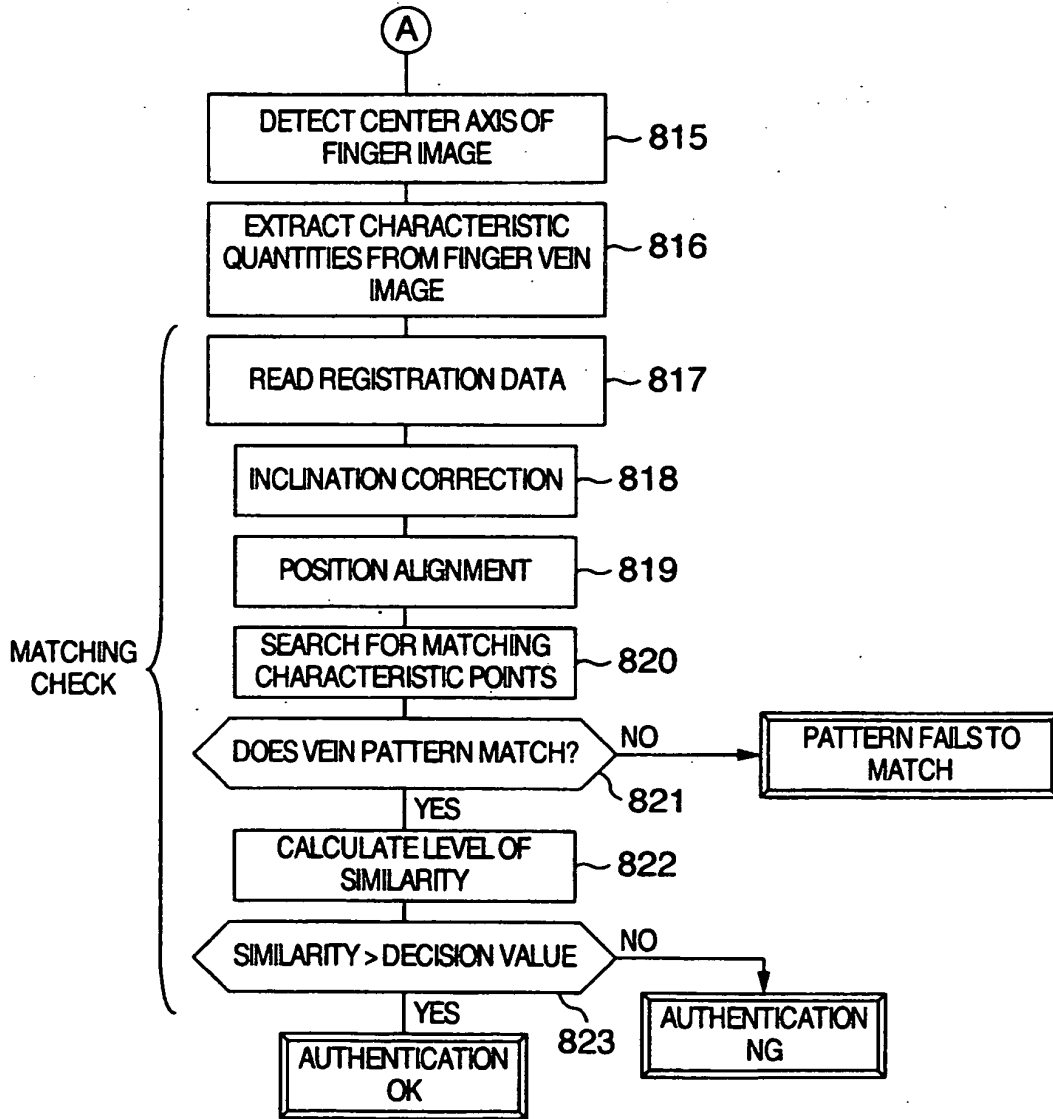 A
DETECT CENTER AXIS OF
FINGER IMAGE
815
EXTRACT CHARACTERISTIC
QUANTITIES FROM FINGER VEIN
IMAGE
816
READ REGISTRATION DATA
817
INCLINATION CORRECTION
818
POSITION ALIGNMENT
819
MATCHING
CHECK
SEARCH FOR MATCHING
CHARACTERISTIC POINTS
820
DOES VEIN PATTERN MATCH?
NO
821
PATTERN FAILS TO
MATCH
YES
CALCULATE LEVEL OF
SIMILARITY
822
SIMILARITY > DECISION VALUE
NO
823
YES
AUTHENTICATION
NG
AUTHENTICATION
OK